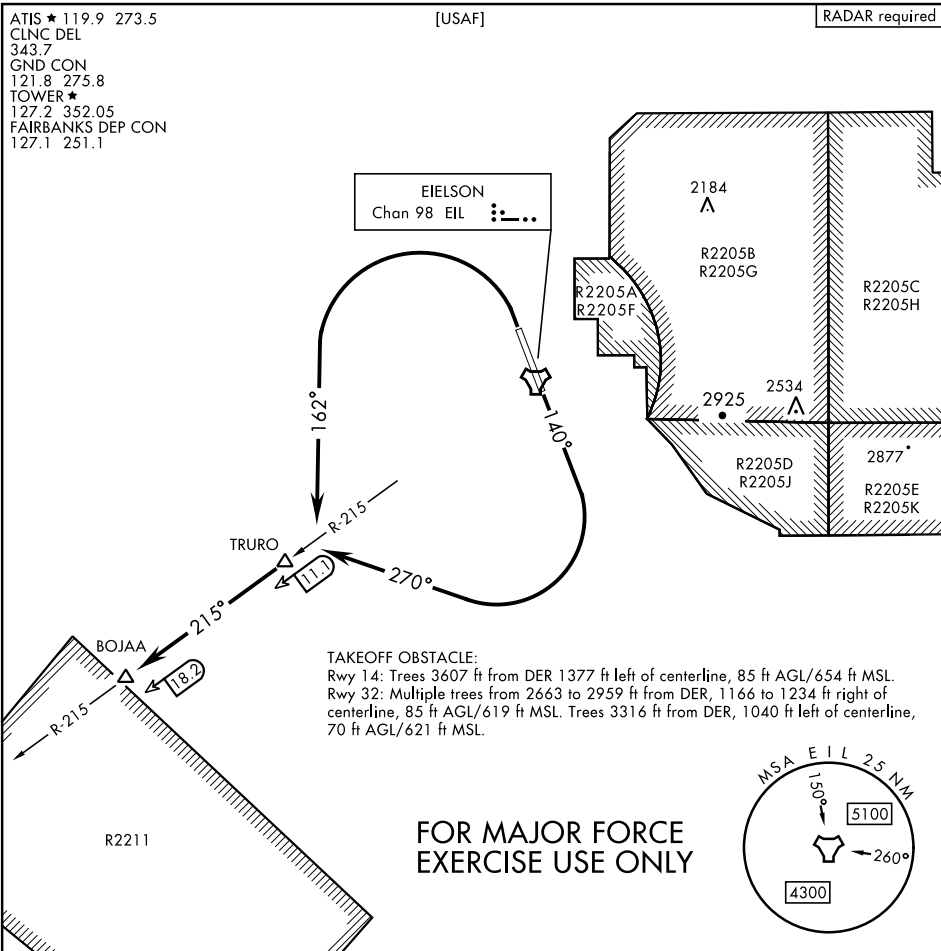 ATIS ★ 119.9 273.5
CLNC DEL
343.7
GND CON
121.8 275.8
TOWER ★
127.2 352.05
FAIRBANKS DEP CON
127.1 251.1
[USAF]
RADAR required
EIELSON
Chan 98 EIL
2184
R2205B
R2205G
R2205A
R2205F
R2205C
R2205H
2925
2534
R2205D
R2205J
2877
R2205E
R2205K
162°
140°
R-215
TRURO
11.1
270°
215°
BOJAA
18.2
R-215
R2211
TAKEOFF OBSTACLE:
Rwy 14: Trees 3607 ft from DER 1377 ft left of centerline, 85 ft AGL/654 ft MSL.
Rwy 32: Multiple trees from 2663 to 2959 ft from DER, 1166 to 1234 ft right of
centerline, 85 ft AGL/619 ft MSL. Trees 3316 ft from DER, 1040 ft left of centerline,
70 ft AGL/621 ft MSL.
FOR MAJOR FORCE
EXERCISE USE ONLY
MSA EIL 25 NM
150°
5100
260°
4300